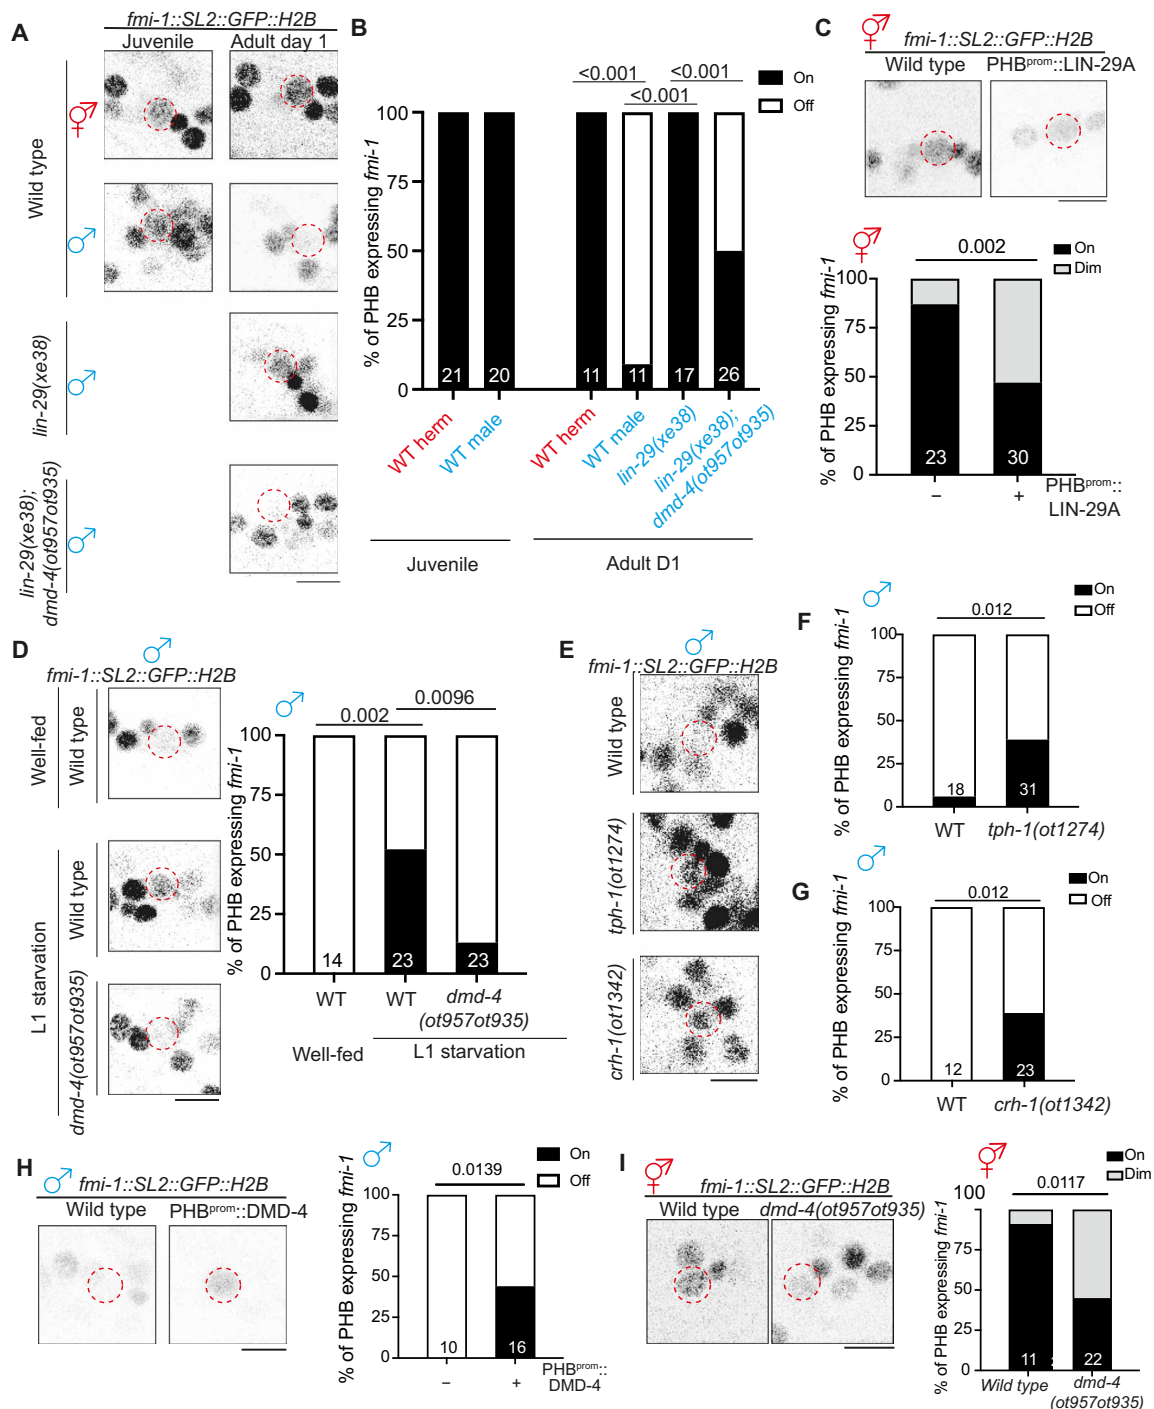 A
fmi-1::SL2::GFP::H2B
Juvenile
Adult day 1
Wild type
lin-29(xe38)
lin-29(xe38);
dmd-4(ot957ot935)
B
<0.001
<0.001
<0.001
On
Off
% of PHB expressing fmi-1
100
75
50
25
0
21
20
11
11
17
26
WT herm
WT male
WT herm
WT male
lin-29(xe38)
lin-29(xe38);
dmd-4(ot957ot935)
Juvenile
Adult D1
C
fmi-1::SL2::GFP::H2B
Wild type
PHBprom::LIN-29A
0.002
On
Dim
% of PHB expressing fmi-1
100
75
50
25
0
23
30
−
+
PHBprom::
LIN-29A
D
fmi-1::SL2::GFP::H2B
Well-fed
Wild type
L1 starvation
Wild type
dmd-4(ot957ot935)
0.0096
0.002
% of PHB expressing fmi-1
100
75
50
25
0
14
23
23
WT
WT
dmd-4
(ot957ot935)
Well-fed
L1 starvation
E
fmi-1::SL2::GFP::H2B
Wild type
tph-1(ot1274)
crh-1(ot1342)
F
On
Off
0.012
% of PHB expressing fmi-1
100
75
50
25
0
18
31
WT
tph-1(ot1274)
G
On
Off
0.012
% of PHB expressing fmi-1
100
75
50
25
0
12
23
WT
crh-1(ot1342)
H
fmi-1::SL2::GFP::H2B
Wild type
PHBprom::DMD-4
On
Off
0.0139
% of PHB expressing fmi-1
100
75
50
25
0
10
16
−
+
PHBprom::
DMD-4
I
fmi-1::SL2::GFP::H2B
Wild type
dmd-4(ot957ot935)
On
Dim
0.0117
% of PHB expressing fmi-1
100
75
50
25
0
11
22
Wild type
dmd-4
(ot957ot935)